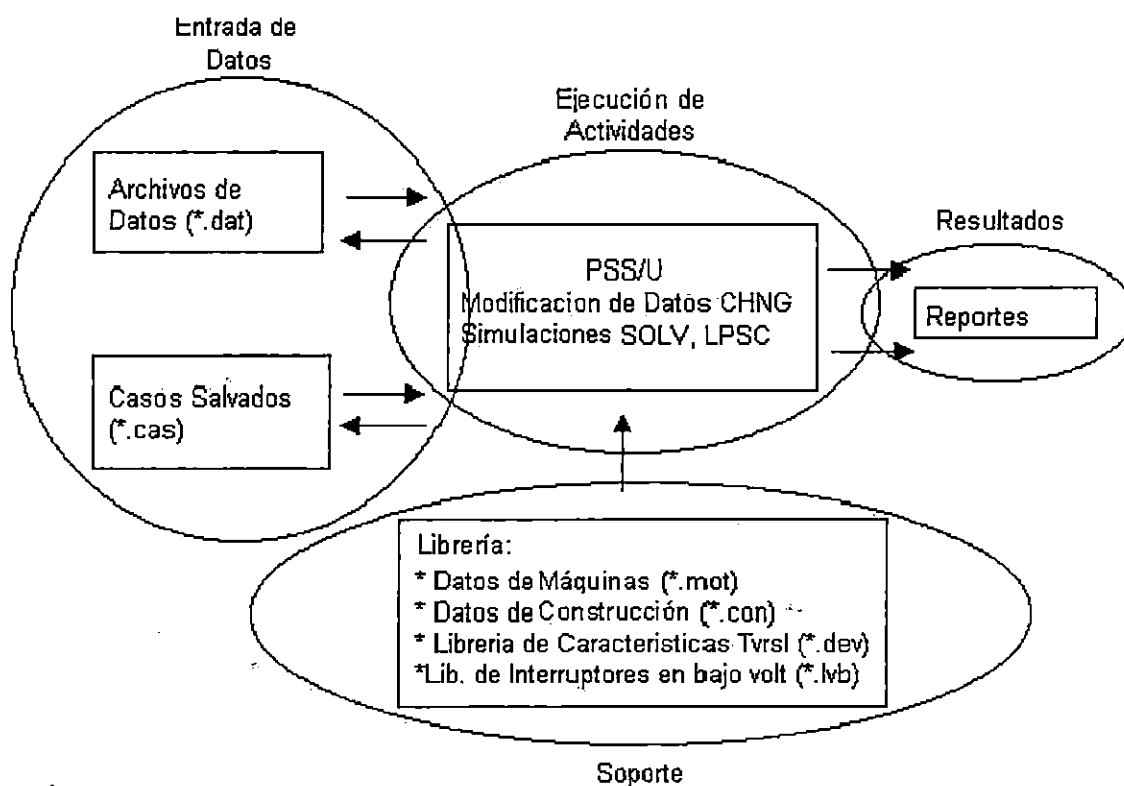 Entrada de
Datos
Archivos de
Datos (*.dat)
Casos Salvados
(*.cas)
Ejecución de
Actividades
PSS/U
Modificacion de Datos CHNG
Simulaciones SOLV, LPSC
Resultados
Reportes
Librería:
* Datos de Máquinas (*.mot)
* Datos de Construcción (*.con)
* Libreria de Caracteristicas Tvrsl (*.dev)
*Lib. de Interruptores en bajo volt (*.lvb)
Soporte